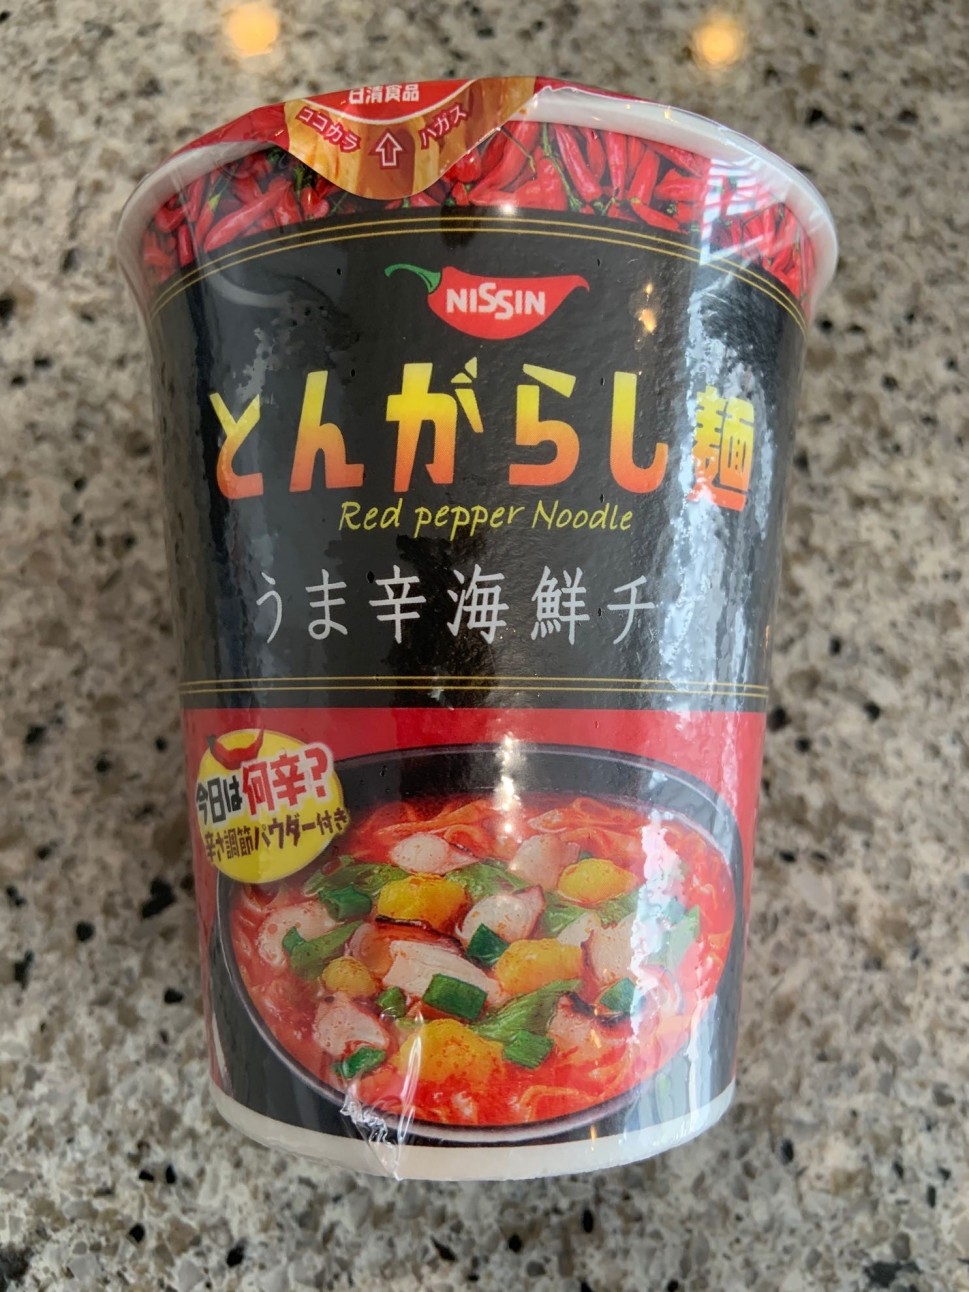 日清食品
ココカラ ハガス
NISSIN
とんがらし麺
Red pepper Noodle
うま辛海鮮チ
今日は何辛?
辛さ調節パウダー付き